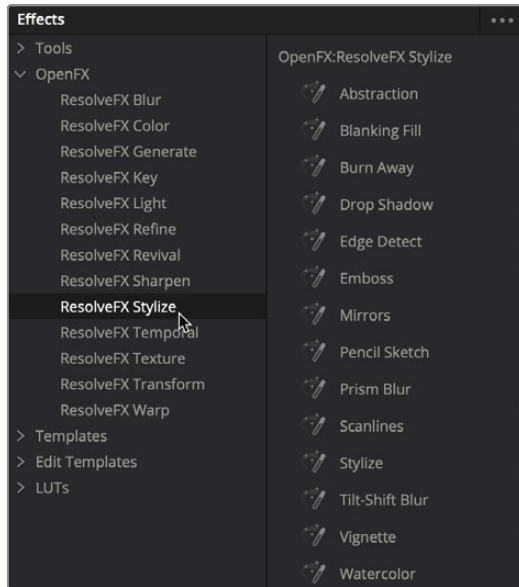 Effects
Tools
OpenFX
ResolveFX Blur
ResolveFX Color
ResolveFX Generate
ResolveFX Key
ResolveFX Light
ResolveFX Refine
ResolveFX Revival
ResolveFX Sharpen
ResolveFX Stylize
ResolveFX Temporal
ResolveFX Texture
ResolveFX Transform
ResolveFX Warp
Templates
Edit Templates
LUTs
OpenFX:ResolveFX Stylize
Abstraction
Blanking Fill
Burn Away
Drop Shadow
Edge Detect
Emboss
Mirrors
Pencil Sketch
Prism Blur
Scanlines
Stylize
Tilt-Shift Blur
Vignette
Watercolor